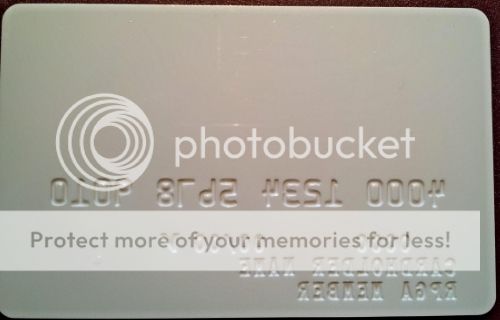 photobucket
4000 1234 5678 9010
Protect more of your memories for less!
CARDHOLDER NAME
RPGA MEMBER